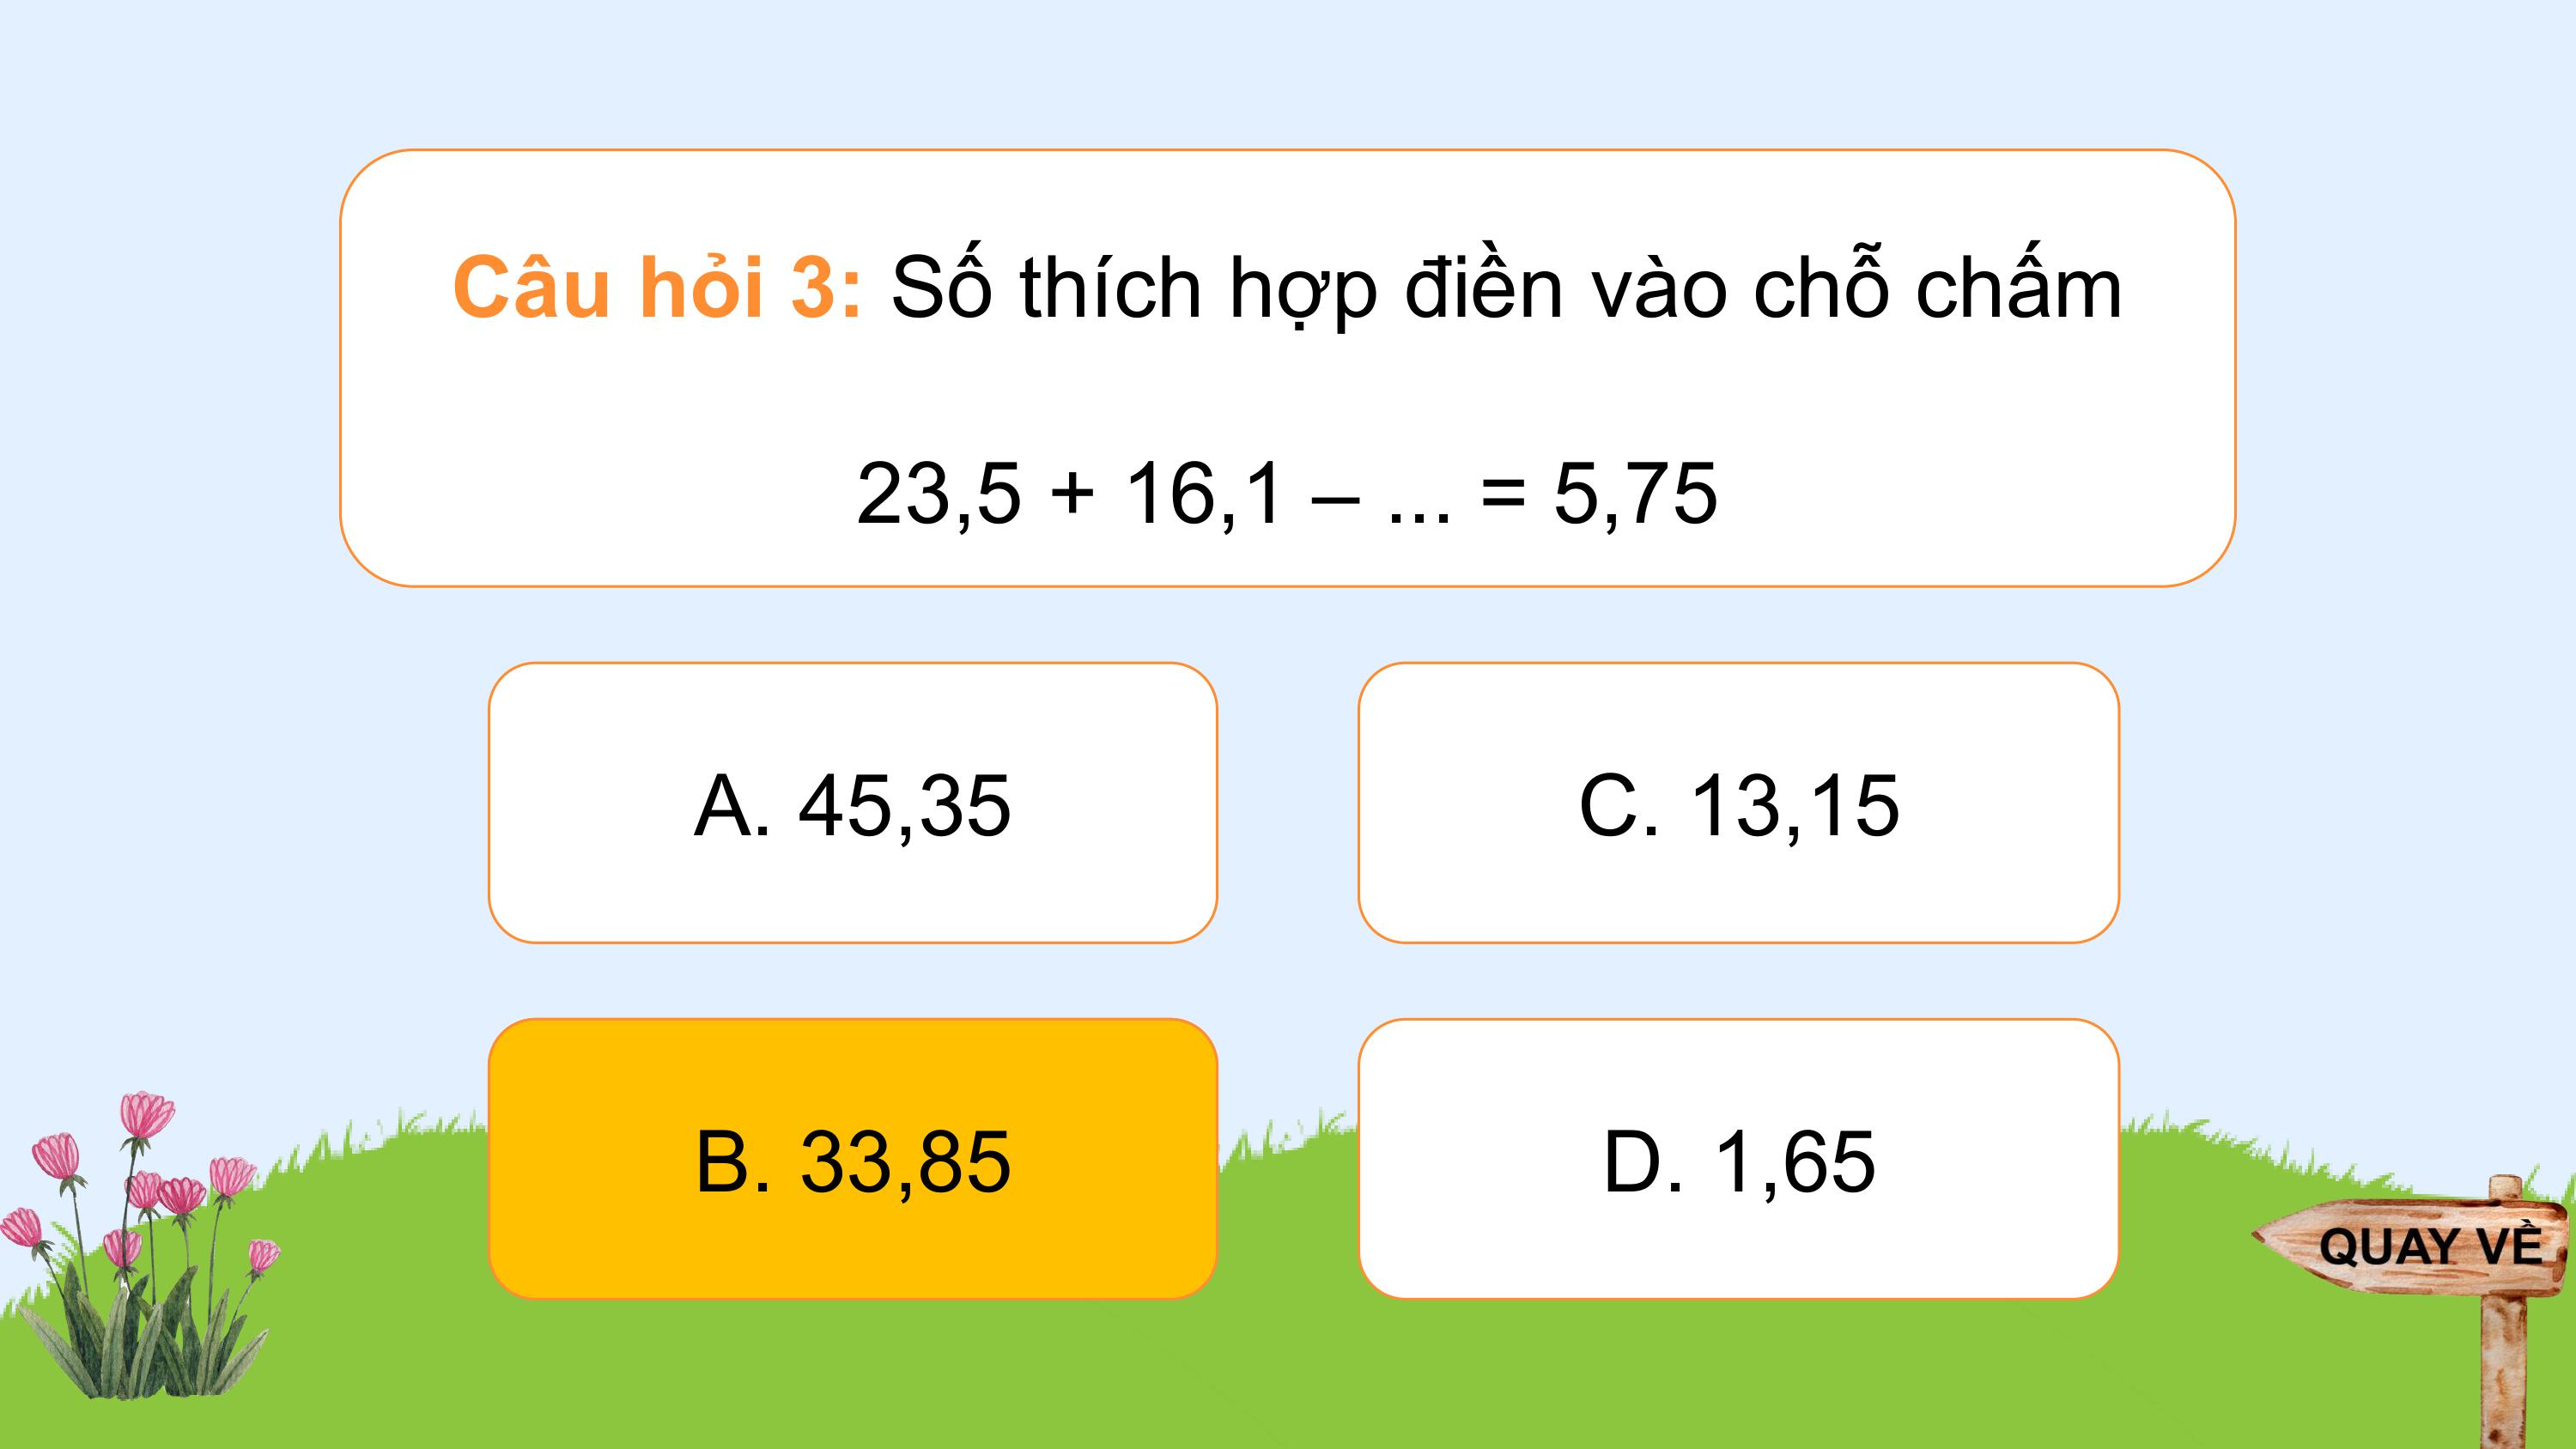 Câu hỏi 3: Số thích hợp điền vào chỗ chấm
23,5 + 16,1 – ... = 5,75
A. 45,35
C. 13,15
B. 33,85
D. 1,65
QUAY VỀ